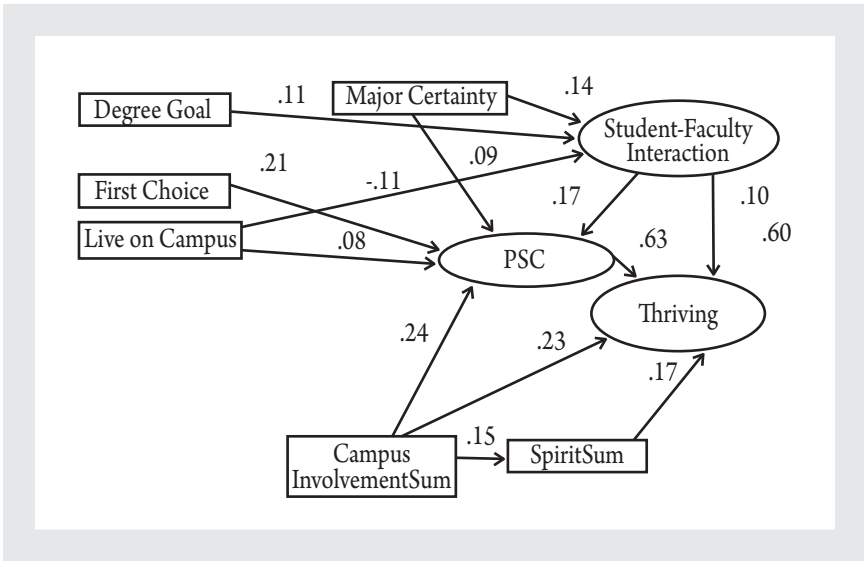 .11
Major Certainty
.14
Degree Goal
Student-Faculty
Interaction
.21
.09
First Choice
-.11
.17
.10
Live on Campus
.08
.63
.60
PSC
Thriving
.24
.23
.17
.15
Campus
InvolvementSum
SpiritSum